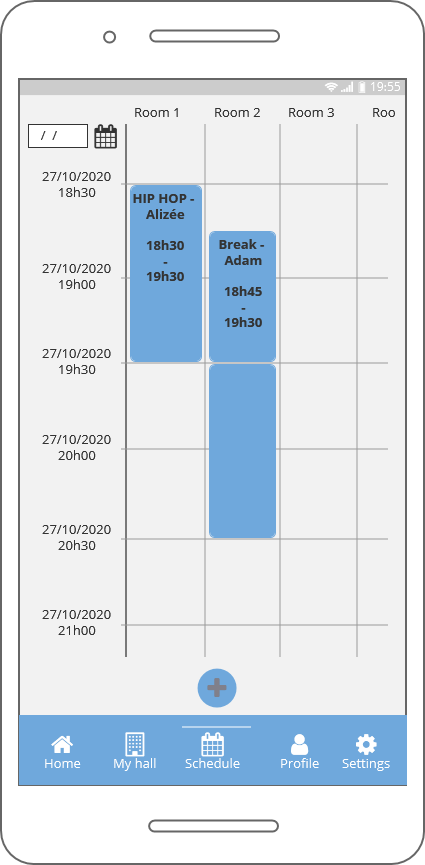 19:55
Room 1 Room 2 Room 3 Roo
/ /
27/10/2020
18h30
HIP HOP -
Alizée
18h30
-
19h30
Break -
Adam
18h45
-
19h30
27/10/2020
19h00
27/10/2020
19h30
27/10/2020
20h00
27/10/2020
20h30
27/10/2020
21h00
Home My hall Schedule Profile Settings